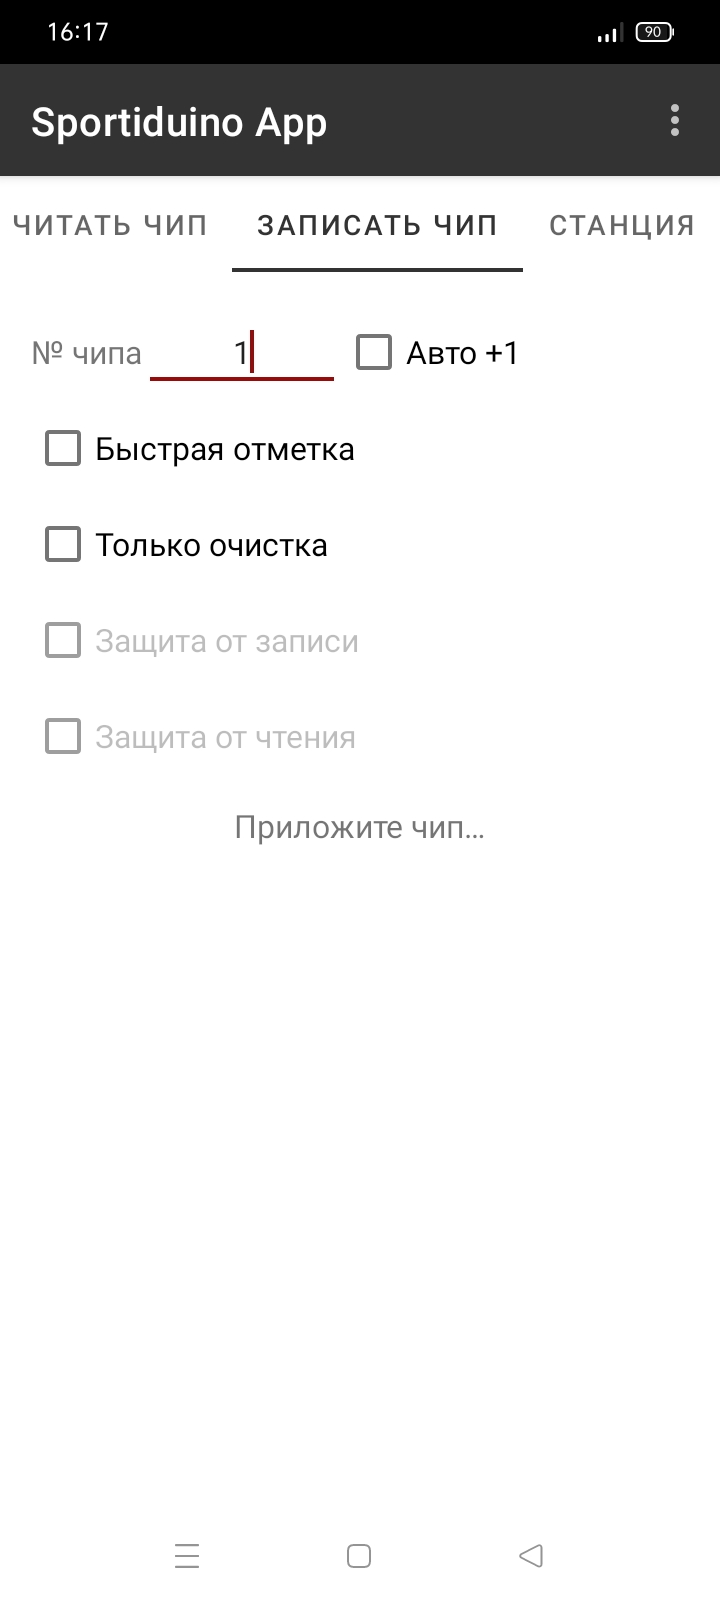 16:17
90
Sportiduino App
ЧИТАТЬ ЧИП ЗАПИСАТЬ ЧИП СТАНЦИЯ
№ чипа 1 Авто +1
Быстрая отметка
Только очистка
Защита от записи
Защита от чтения
Приложите чип…